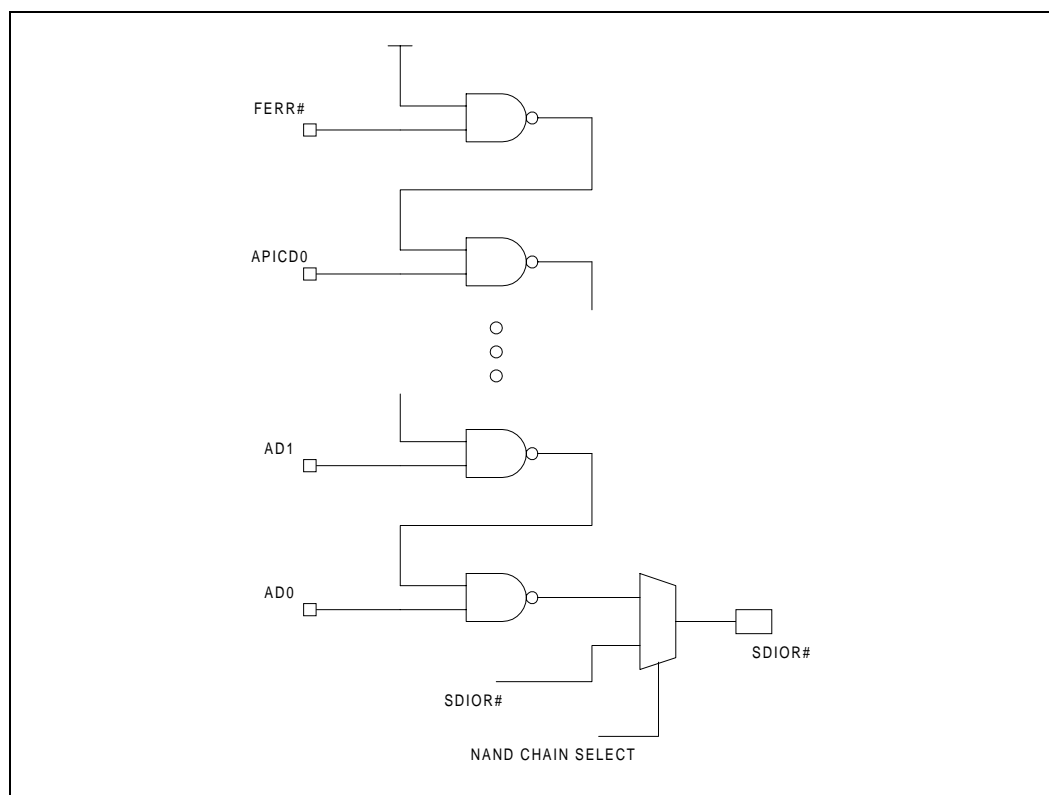 FERR#
APICD0
AD1
AD0
SDIOR#
SDIOR#
NAND CHAIN SELECT